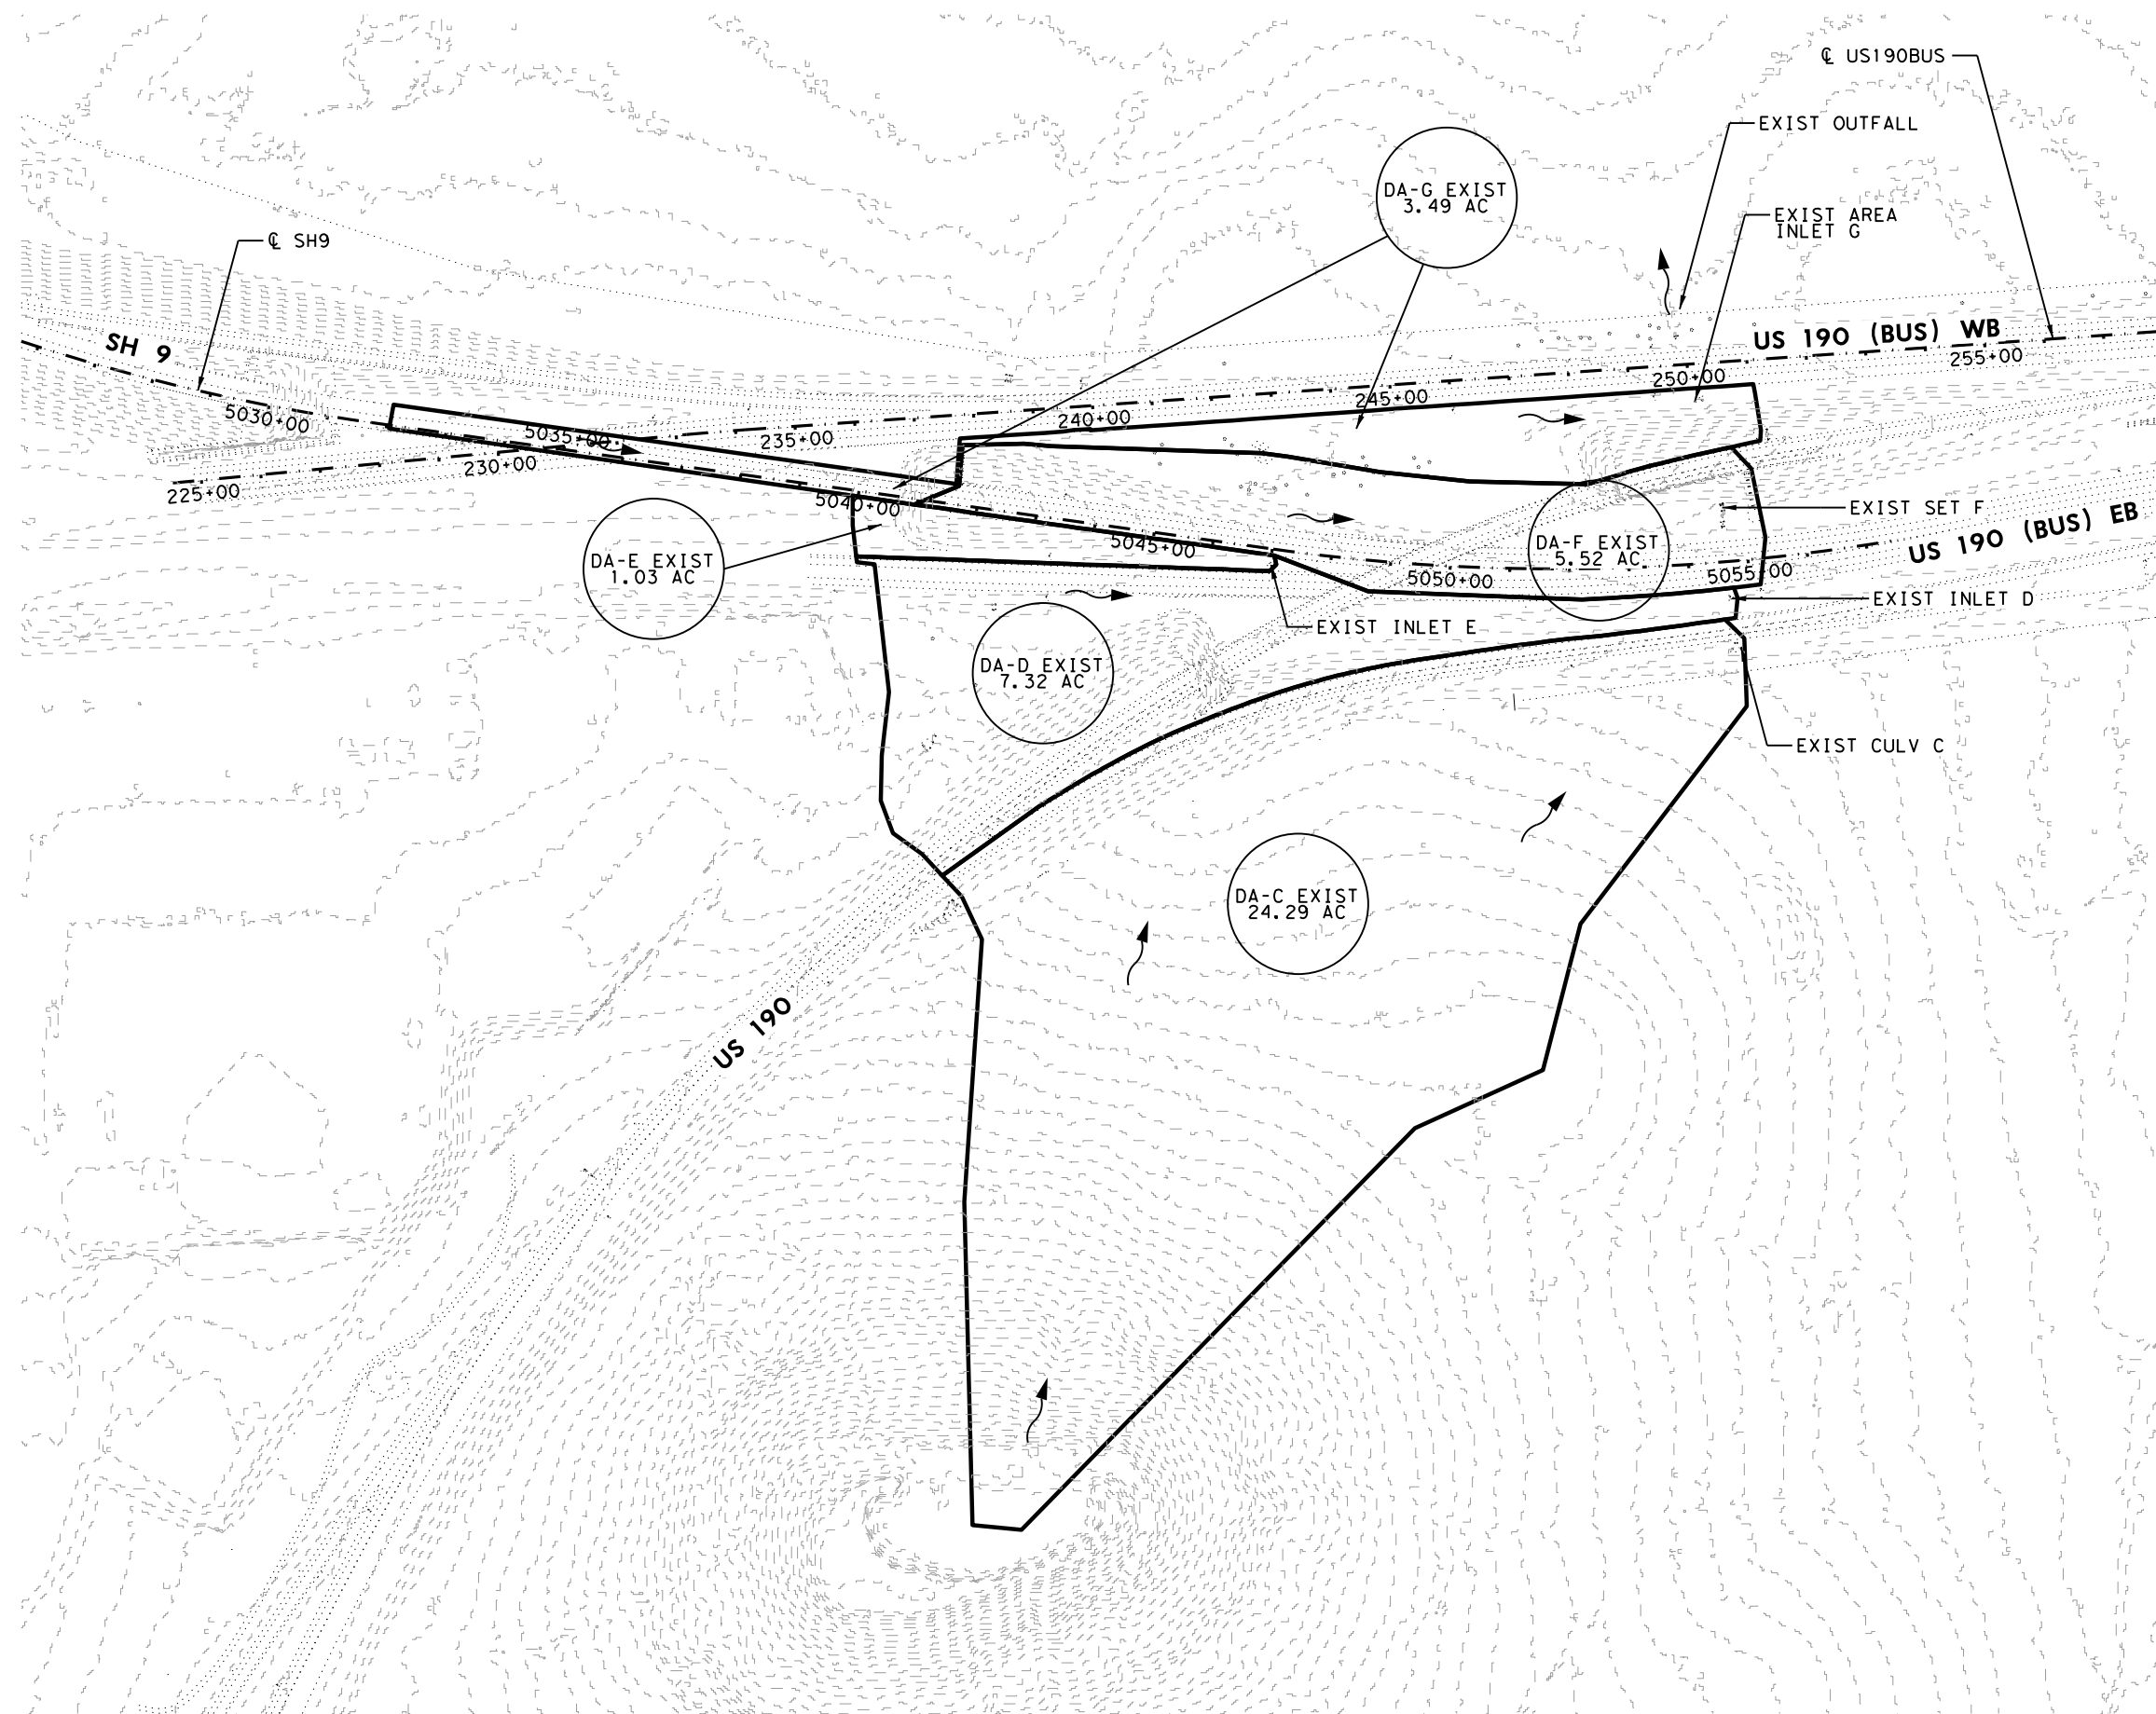 ℄ US190BUS
EXIST OUTFALL
DA-G EXIST
3.49 AC
EXIST AREA
INLET G
℄ SH9
SH 9
US 190 (BUS) WB
255+00
250+00
245+00
240+00
235+00
230+00
225+00
5030+00
5035+00
5040+00
5045+00
5050+00
5055+00
EXIST SET F
US 190 (BUS) EB
DA-E EXIST
1.03 AC
DA-F EXIST
5.52 AC
EXIST INLET D
EXIST INLET E
DA-D EXIST
7.32 AC
EXIST CULV C
DA-C EXIST
24.29 AC
US 190